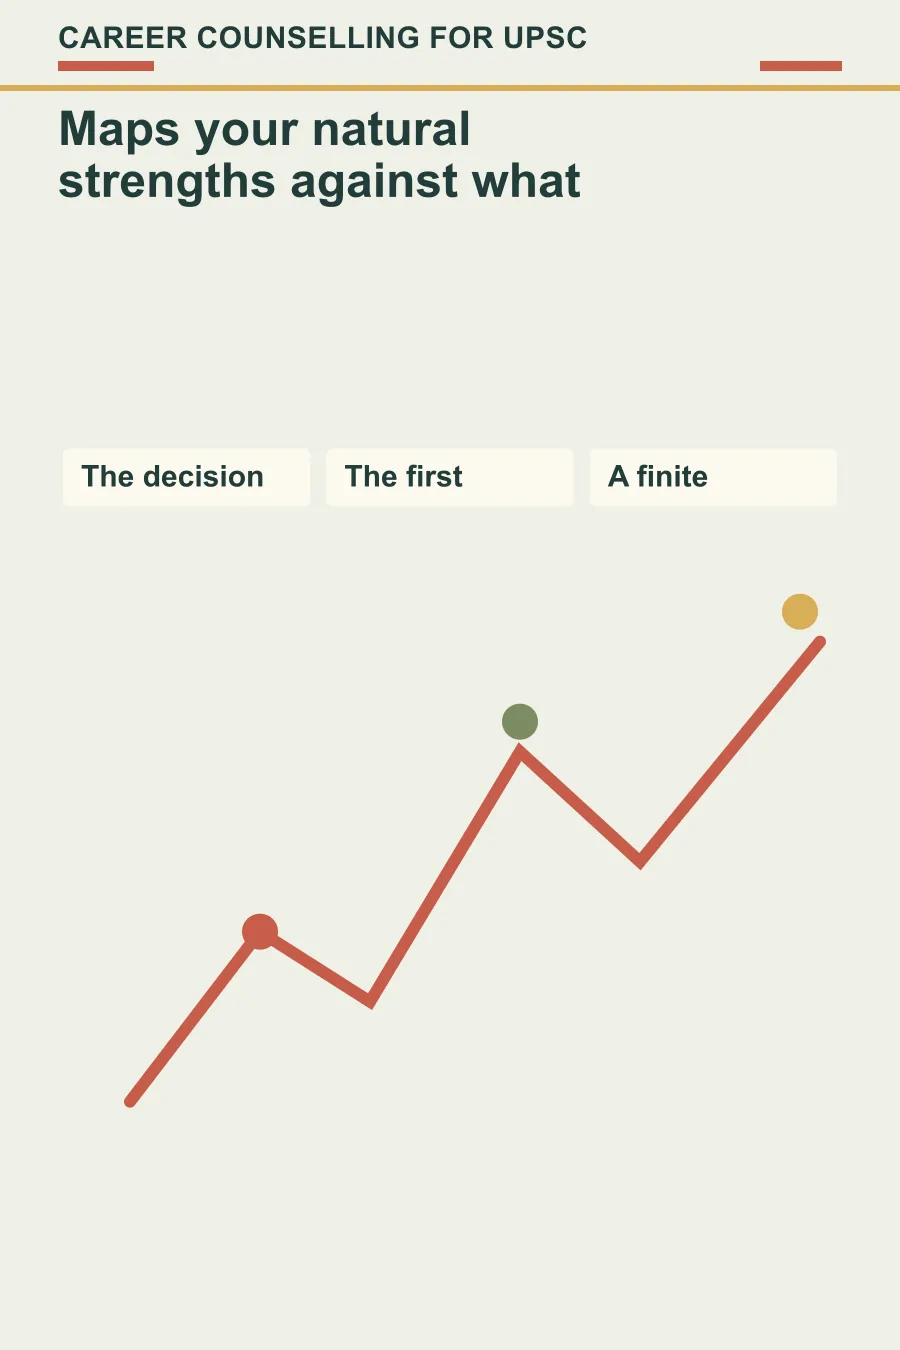 CAREER COUNSELLING FOR UPSC
Maps your natural
strengths against what
The decision
The first
A finite